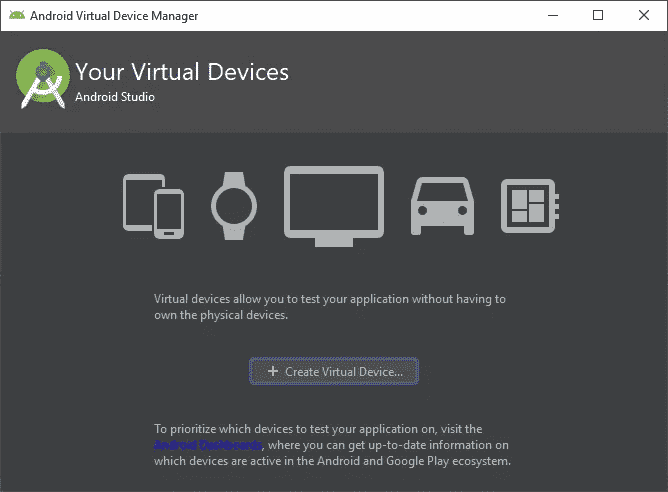 Android Virtual Device Manager
Your Virtual Devices
Android Studio
Virtual devices allow you to test your application without having to
own the physical devices.
+ Create Virtual Device...
To prioritize which devices to test your application on, visit the
Android Dashboards, where you can get up-to-date information on
which devices are active in the Android and Google Play ecosystem.